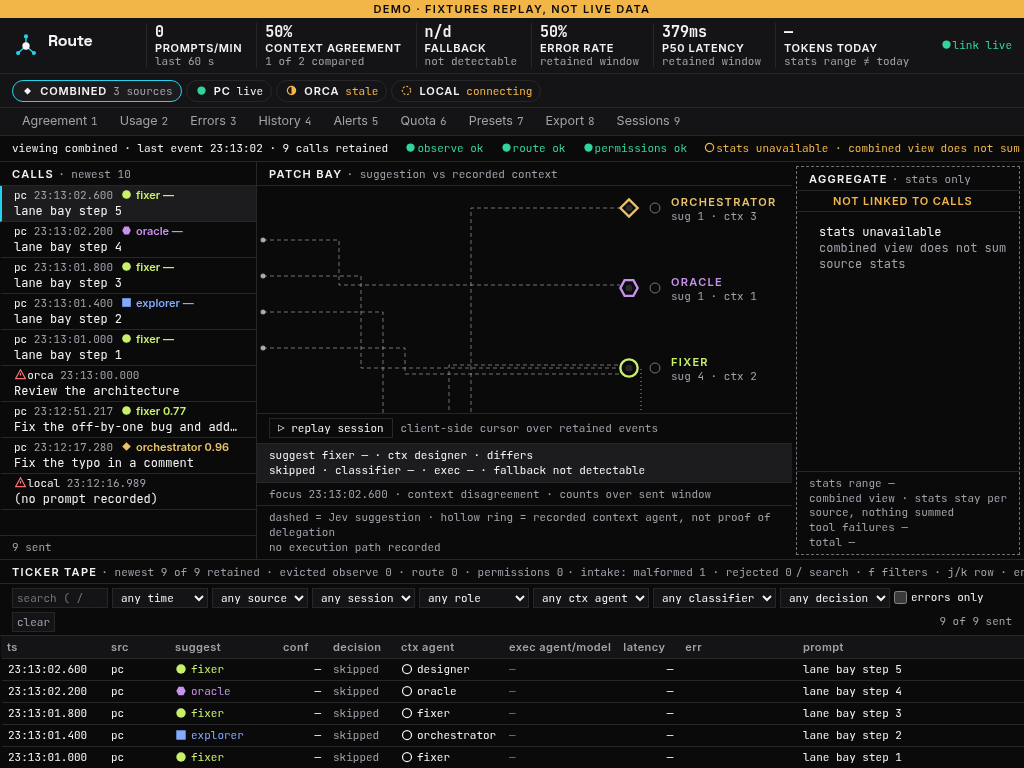 DEMO · FIXTURES REPLAY, NOT LIVE DATA
Route
0
PROMPTS/MIN
last 60 s
50%
CONTEXT AGREEMENT
1 of 2 compared
n/d
FALLBACK
not detectable
50%
ERROR RATE
retained window
379ms
P50 LATENCY
retained window
—
TOKENS TODAY
stats range ≠ today
link live
COMBINED 3 sources
PC live
ORCA stale
LOCAL connecting
Agreement 1
Usage 2
Errors 3
History 4
Alerts 5
Quota 6
Presets 7
Export 8
Sessions 9
viewing combined · last event 23:13:02 · 9 calls retained
observe ok
route ok
permissions ok
stats unavailable · combined view does not sum
CALLS · newest 10
pc 23:13:02.600 fixer —
lane bay step 5
pc 23:13:02.200 oracle —
lane bay step 4
pc 23:13:01.800 fixer —
lane bay step 3
pc 23:13:01.400 explorer —
lane bay step 2
pc 23:13:01.000 fixer —
lane bay step 1
orca 23:13:00.000
Review the architecture
pc 23:12:51.217 fixer 0.77
Fix the off-by-one bug and add…
pc 23:12:17.280 orchestrator 0.96
Fix the typo in a comment
local 23:12:16.989
(no prompt recorded)
9 sent
PATCH BAY · suggestion vs recorded context
ORCHESTRATOR
sug 1 · ctx 3
ORACLE
sug 1 · ctx 1
FIXER
sug 4 · ctx 2
▷ replay session
client-side cursor over retained events
suggest fixer — · ctx designer · differs
skipped · classifier — · exec — · fallback not detectable
focus 23:13:02.600 · context disagreement · counts over sent window
dashed = Jev suggestion · hollow ring = recorded context agent, not proof of
delegation
no execution path recorded
AGGREGATE · stats only
NOT LINKED TO CALLS
stats unavailable
combined view does not sum
source stats
stats range —
combined view · stats stay per
source, nothing summed
tool failures —
total —
TICKER TAPE · newest 9 of 9 retained · evicted observe 0 · route 0 · permissions 0 · intake: malformed 1 · rejected 0 / search · f filters · j/k row · en
search ( /
any time
any source
any session
any role
any ctx agent
any classifier
any decision
errors only
clear
9 of 9 sent
ts src suggest conf decision ctx agent exec agent/model latency err prompt
23:13:02.600 pc fixer — skipped designer — — lane bay step 5
23:13:02.200 pc oracle — skipped oracle — — lane bay step 4
23:13:01.800 pc fixer — skipped fixer — — lane bay step 3
23:13:01.400 pc explorer — skipped orchestrator — — lane bay step 2
23:13:01.000 pc fixer — skipped fixer — — lane bay step 1